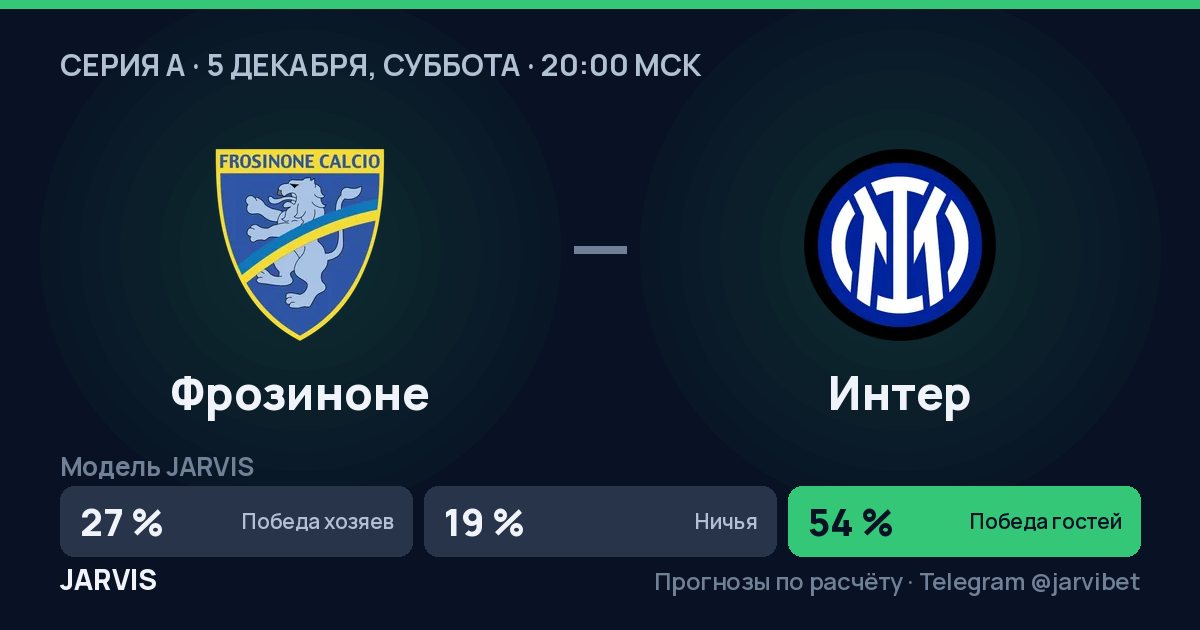 СЕРИЯ А · 5 ДЕКАБРЯ, СУББОТА · 20:00 МСК
FROSINONE CALCIO
Фрозиноне
Интер
Модель JARVIS
27 % Победа хозяев
19 % Ничья
54 % Победа гостей
JARVIS
Прогнозы по расчёту · Telegram @jarvibet